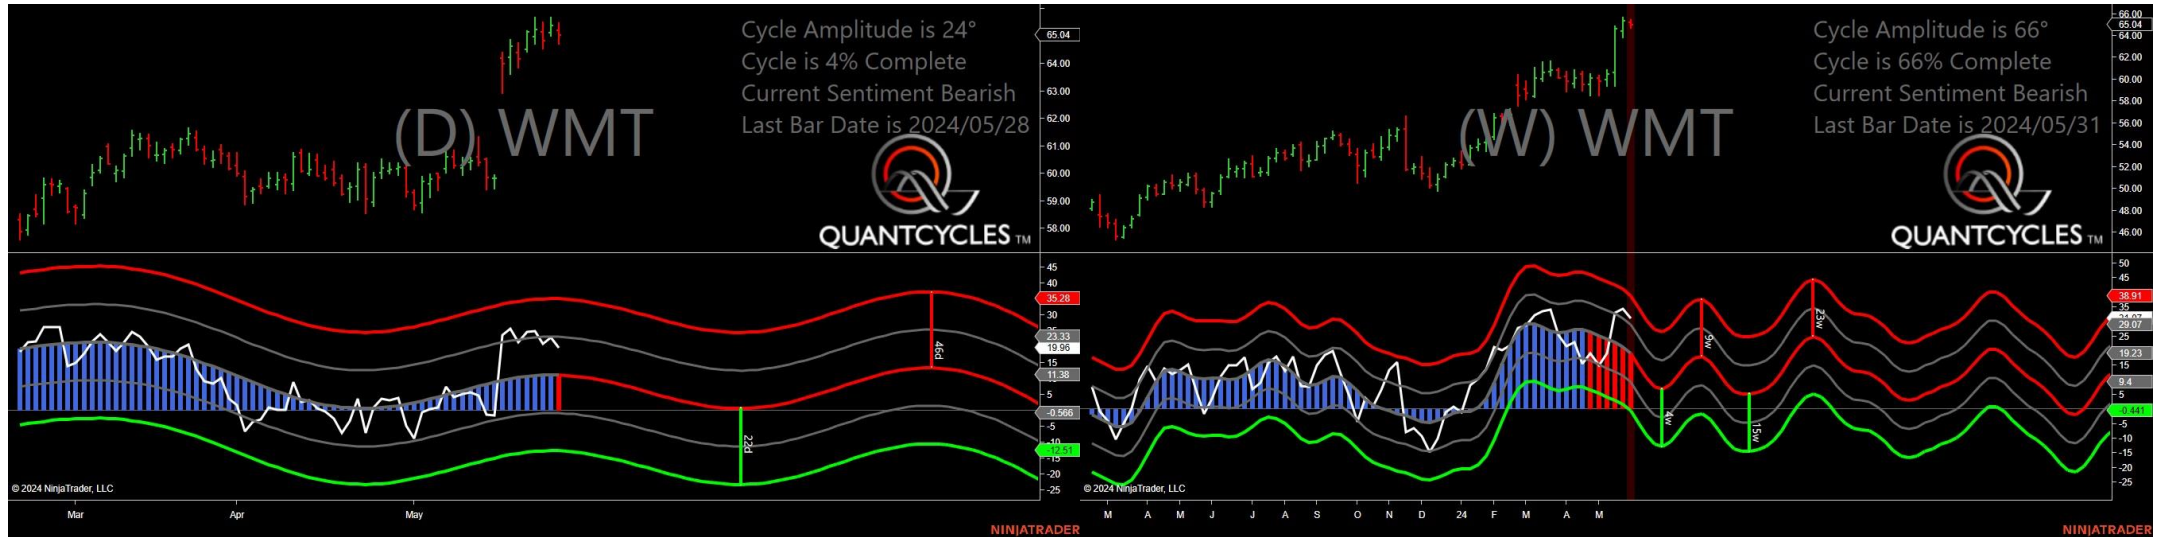 Cycle Amplitude is 24°
Cycle is 4% Complete
Current Sentiment Bearish
Last Bar Date is 2024/05/28
(D) WMT
QUANTCYCLES TM
65.04
64.00
63.00
62.00
61.00
60.00
59.00
58.00
45
40
35.28
30
23.33
19.96
15
11.38
5
-0.566
-5
-10
-12.51
-15
-20
-25
46d
22d
© 2024 NinjaTrader, LLC
Mar Apr May
NINJATRADER
Cycle Amplitude is 66°
Cycle is 66% Complete
Current Sentiment Bearish
Last Bar Date is 2024/05/31
(W) WMT
QUANTCYCLES TM
66.00
65.04
64.00
62.00
60.00
58.00
56.00
54.00
52.00
50.00
48.00
46.00
50
45
38.91
35
29.07
25
19.23
15
9.4
5
-0.441
-5
-10
-15
-20
-25
4w
9w
15w
23w
© 2024 NinjaTrader, LLC
M A M J J A S O N D 24 F M A M
NINJATRADER